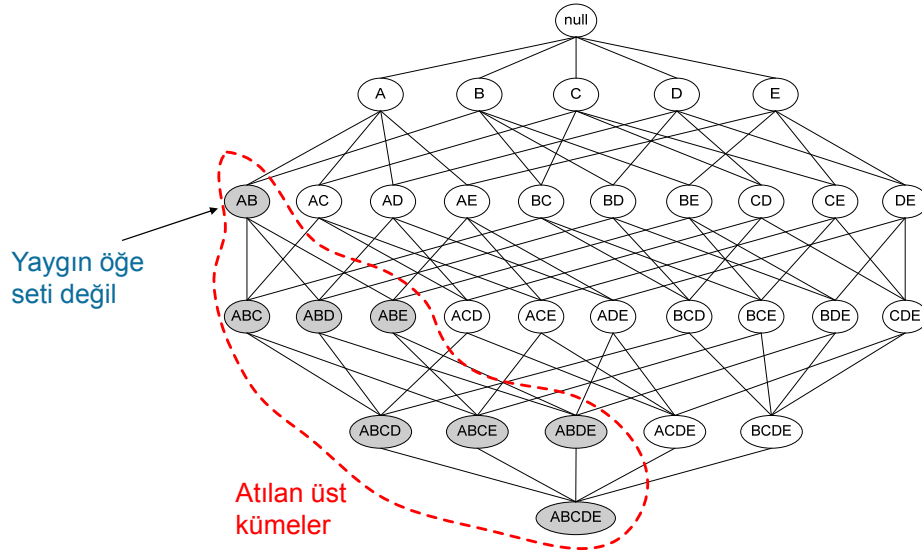 null
A B C D E
AB AC AD AE BC BD BE CD CE DE
Yaygın öğe
seti değil
ABC ABD ABE ACD ACE ADE BCD BCE BDE CDE
ABCD ABCE ABDE ACDE BCDE
Atılan üst
kümeler
ABCDE